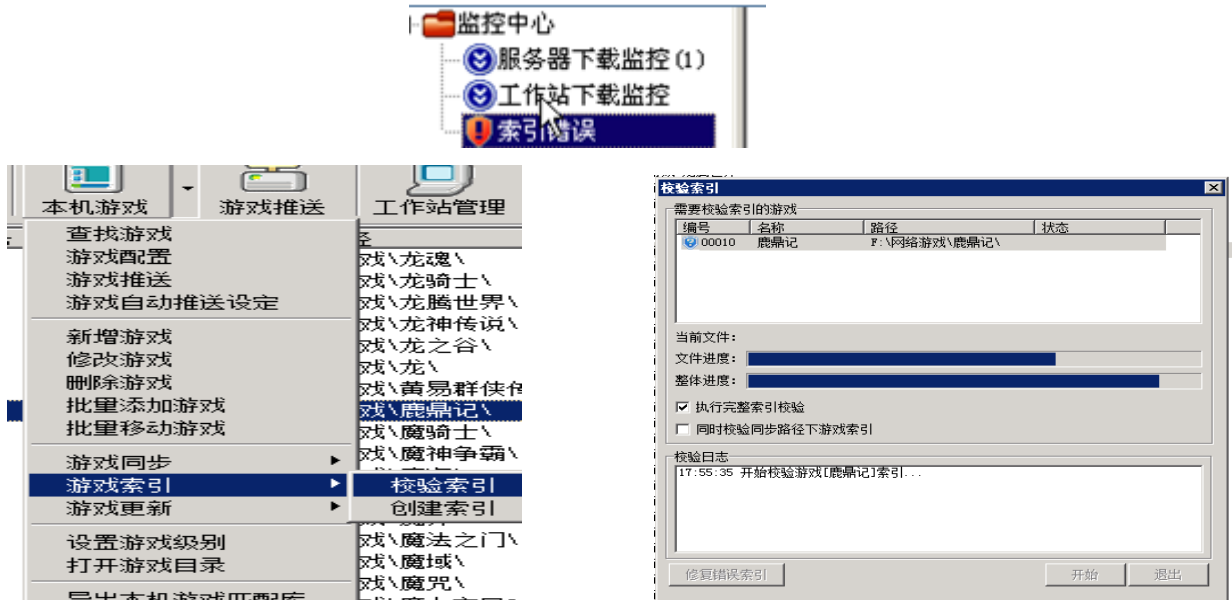 监控中心
服务器下载监控(1)
工作站下载监控
索引错误
本机游戏
游戏推送
工作站管理
查找游戏
游戏配置
游戏推送
游戏自动推送设定
新增游戏
修改游戏
删除游戏
批里添加游戏
批里移动游戏
游戏同步
游戏索引
游戏更新
设置游戏级别
打开游戏目录
导出本机游戏匹配库
校验索引
创建索引
径
戏\龙魂\
戏\龙骑士\
戏\龙腾世界\
戏\龙神传说\
戏\龙之谷\
戏\龙\
戏\黄易群侠传
戏\鹿鼎记\
戏\魔骑士\
戏\魔神争霸\
戏\魔法之门\
戏\魔域\
戏\魔咒\
校验索引
需要校验索引的游戏
编号 名称 路径 状态
00010 鹿鼎记 F:\网络游戏\鹿鼎记\
当前文件:
文件进度:
整体进度:
执行完整索引校验
同时校验同步路径下游戏索引
校验日志
17:55:35 开始校验游戏[鹿鼎记]索引...
修复错误索引
开始
退出